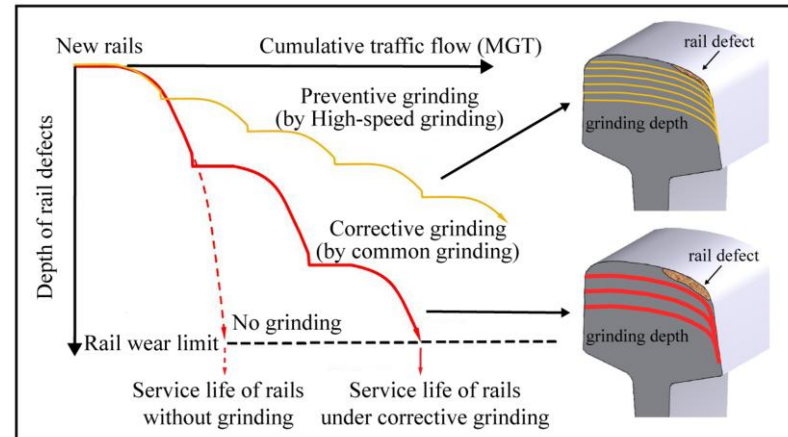 New rails
Cumulative traffic flow (MGT)
Preventive grinding
(by High-speed grinding)
rail defect
grinding depth
Depth of rail defects
Corrective grinding
(by common grinding)
rail defect
grinding depth
No grinding
Rail wear limit
Service life of rails
without grinding
Service life of rails
under corrective grinding